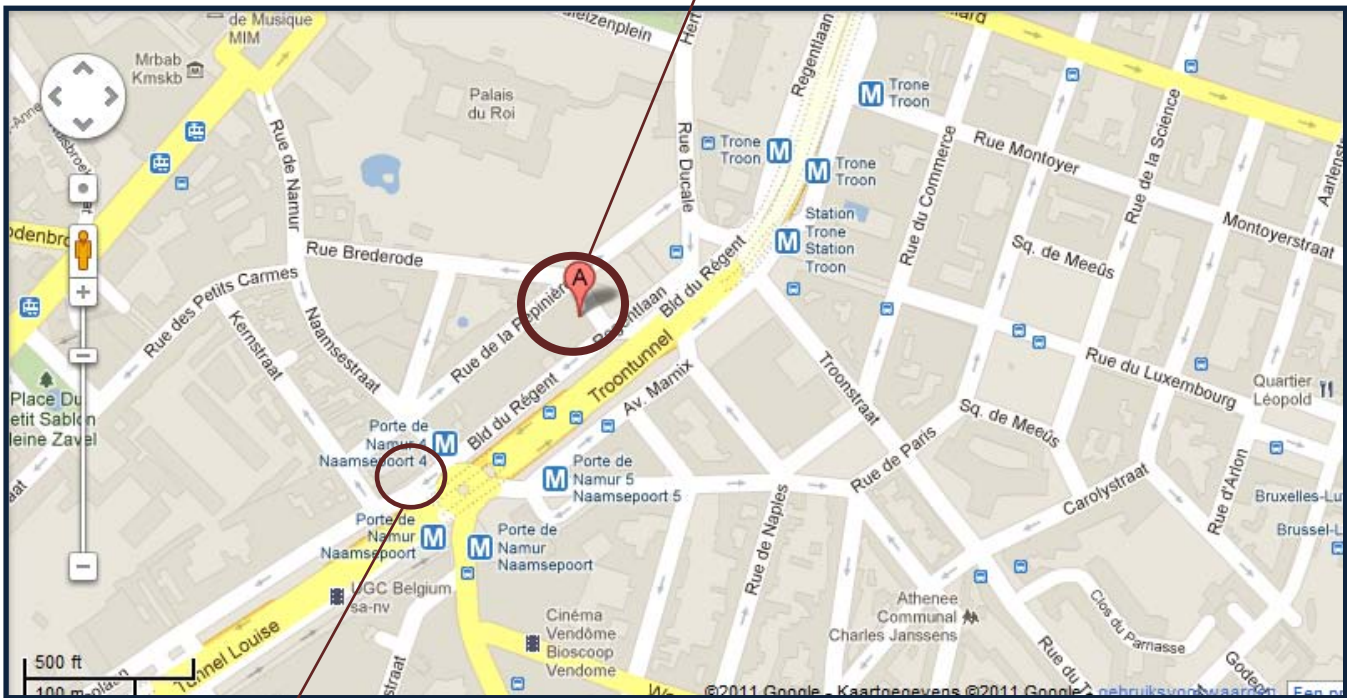 de Musique
MIM
Mrbab
Kmskb
Palais
du Roi
Regentlaan
Trone
Troon
Rue Montoyer
Rue de la Science
Rue du Commerce
Montoyerstraat
Rue de Namur
Rue Ducale
Trone
Troon
Trone
Troon
Station
Trone
Station
Troon
Sq. de Meeûs
Rue Brederode
Rue des Petits Carmes
Kernstraat
Naamsestraat
A
Rue de la Pépinière
Regentlaan
Bld du Régent
Troontunnel
Av. Marnix
Bld du Régent
Troonstraat
Rue du Luxembourg
Quartier
Léopold
Sq. de Meeûs
Place Du
Porte de
Namur 4
Naamsepoort 4
Porte de
Namur 5
Naamsepoort 5
Rue de Paris
Carolystraat
Rue d'Arlon
Rue de Naples
Porte de
Namur
Naamsepoort
Porte de
Namur
Naamsepoort
UGC Belgium
sa-nv
Cinéma
Vendôme
Bioscoop
Vendome
Athenee
Communal
Charles Janssens
Clos du Parnasse
Tunnel Louise
500 ft
100 m
©2011 Google - Kaartgegevens ©2011 Google -